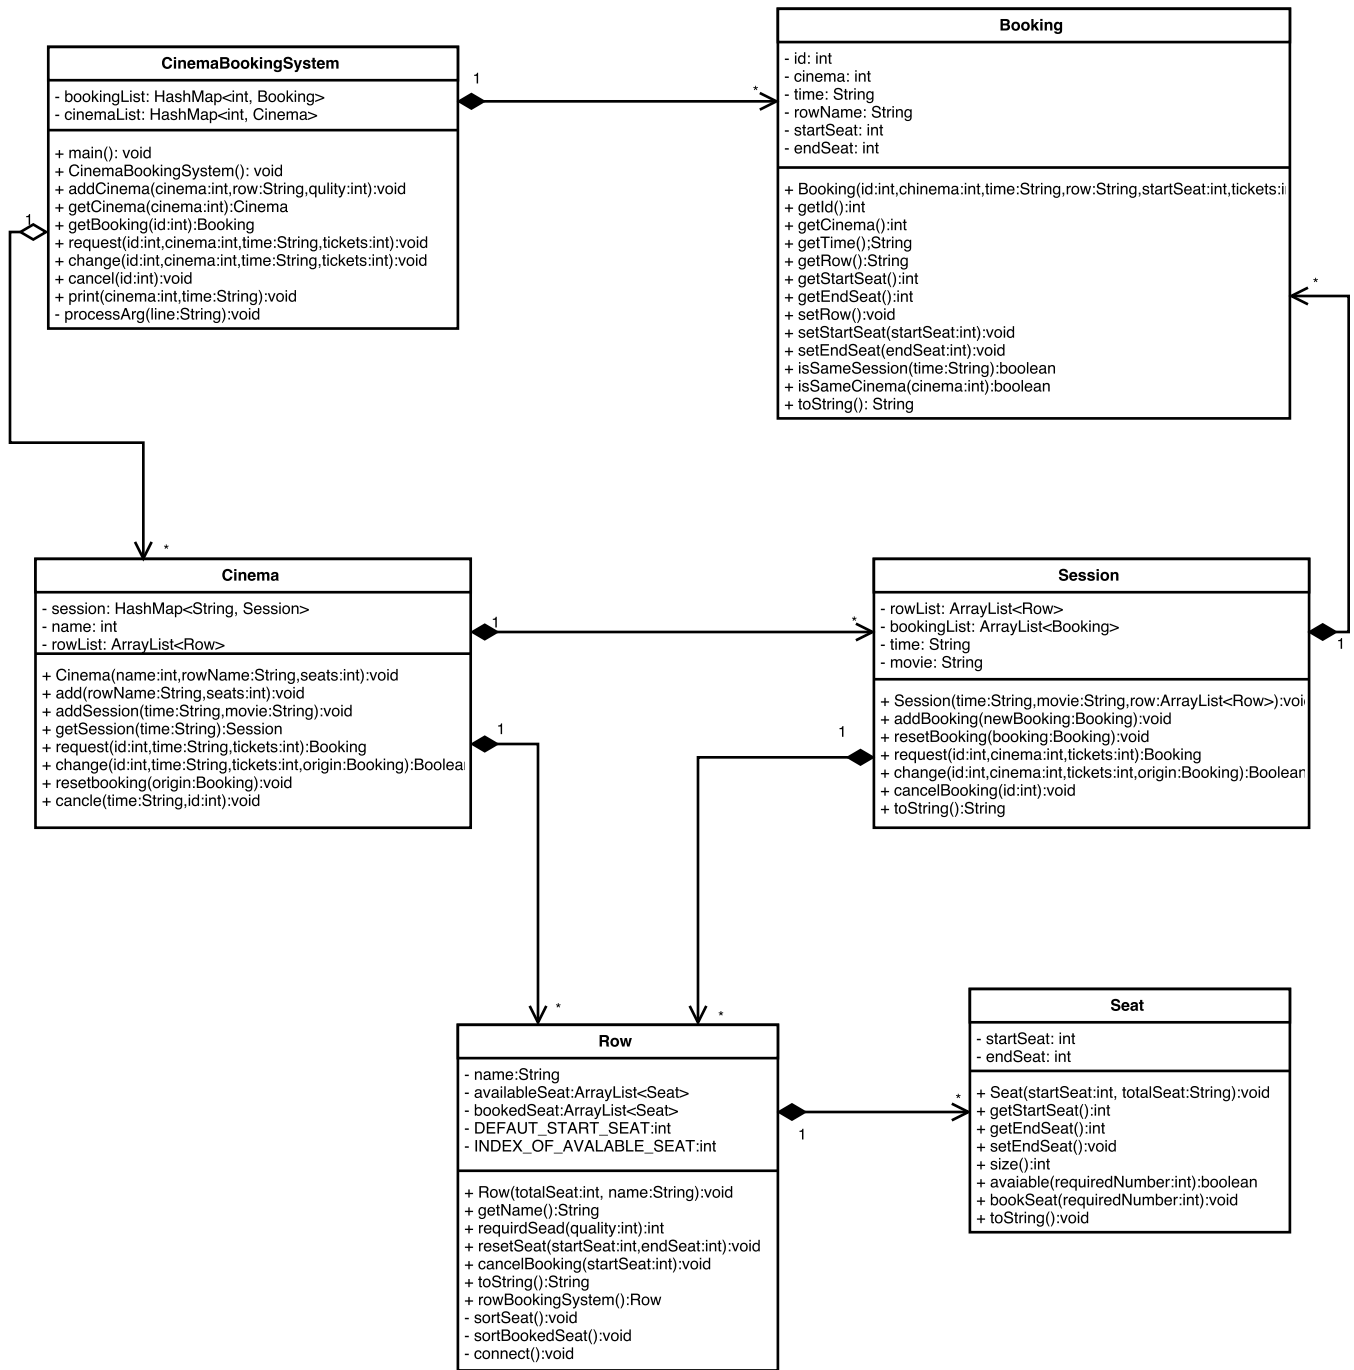 CinemaBookingSystem
- bookingList: HashMap<int, Booking>
- cinemaList: HashMap<int, Cinema>
+ main(): void
+ CinemaBookingSystem(): void
+ addCinema(cinema:int,row:String,qulity:int):void
+ getCinema(cinema:int):Cinema
+ getBooking(id:int):Booking
+ request(id:int,cinema:int,time:String,tickets:int):void
+ change(id:int,cinema:int,time:String,tickets:int):void
+ cancel(id:int):void
+ print(cinema:int,time:String):void
- processArg(line:String):void
1
*
1
*
Booking
- id: int
- cinema: int
- time: String
- rowName: String
- startSeat: int
- endSeat: int
+ Booking(id:int,chinema:int,time:String,row:String,startSeat:int,tickets:i
+ getId():int
+ getCinema():int
+ getTime();String
+ getRow():String
+ getStartSeat():int
+ getEndSeat():int
+ setRow():void
+ setStartSeat(startSeat:int):void
+ setEndSeat(endSeat:int):void
+ isSameSession(time:String):boolean
+ isSameCinema(cinema:int):boolean
+ toString(): String
*
Cinema
- session: HashMap<String, Session>
- name: int
- rowList: ArrayList<Row>
+ Cinema(name:int,rowName:String,seats:int):void
+ add(rowName:String,seats:int):void
+ addSession(time:String,movie:String):void
+ getSession(time:String):Session
+ request(id:int,time:String,tickets:int):Booking
+ change(id:int,time:String,tickets:int,origin:Booking):Boolea
+ resetbooking(origin:Booking):void
+ cancle(time:String,id:int):void
1
*
1
*
Session
- rowList: ArrayList<Row>
- bookingList: ArrayList<Booking>
- time: String
- movie: String
+ Session(time:String,movie:String,row:ArrayList<Row>):voi
+ addBooking(newBooking:Booking):void
+ resetBooking(booking:Booking):void
+ request(id:int,cinema:int,tickets:int):Booking
+ change(id:int,cinema:int,tickets:int,origin:Booking):Boolean
+ cancelBooking(id:int):void
+ toString():String
1
1
*
Row
- name:String
- availableSeat:ArrayList<Seat>
- bookedSeat:ArrayList<Seat>
- DEFAUT_START_SEAT:int
- INDEX_OF_AVALABLE_SEAT:int
+ Row(totalSeat:int, name:String):void
+ getName():String
+ requirdSead(quality:int):int
+ resetSeat(startSeat:int,endSeat:int):void
+ cancelBooking(startSeat:int):void
+ toString():String
+ rowBookingSystem():Row
- sortSeat():void
- sortBookedSeat():void
- connect():void
1
*
Seat
- startSeat: int
- endSeat: int
+ Seat(startSeat:int, totalSeat:String):void
+ getStartSeat():int
+ getEndSeat():int
+ setEndSeat():void
+ size():int
+ avaiable(requiredNumber:int):boolean
+ bookSeat(requiredNumber:int):void
+ toString():void